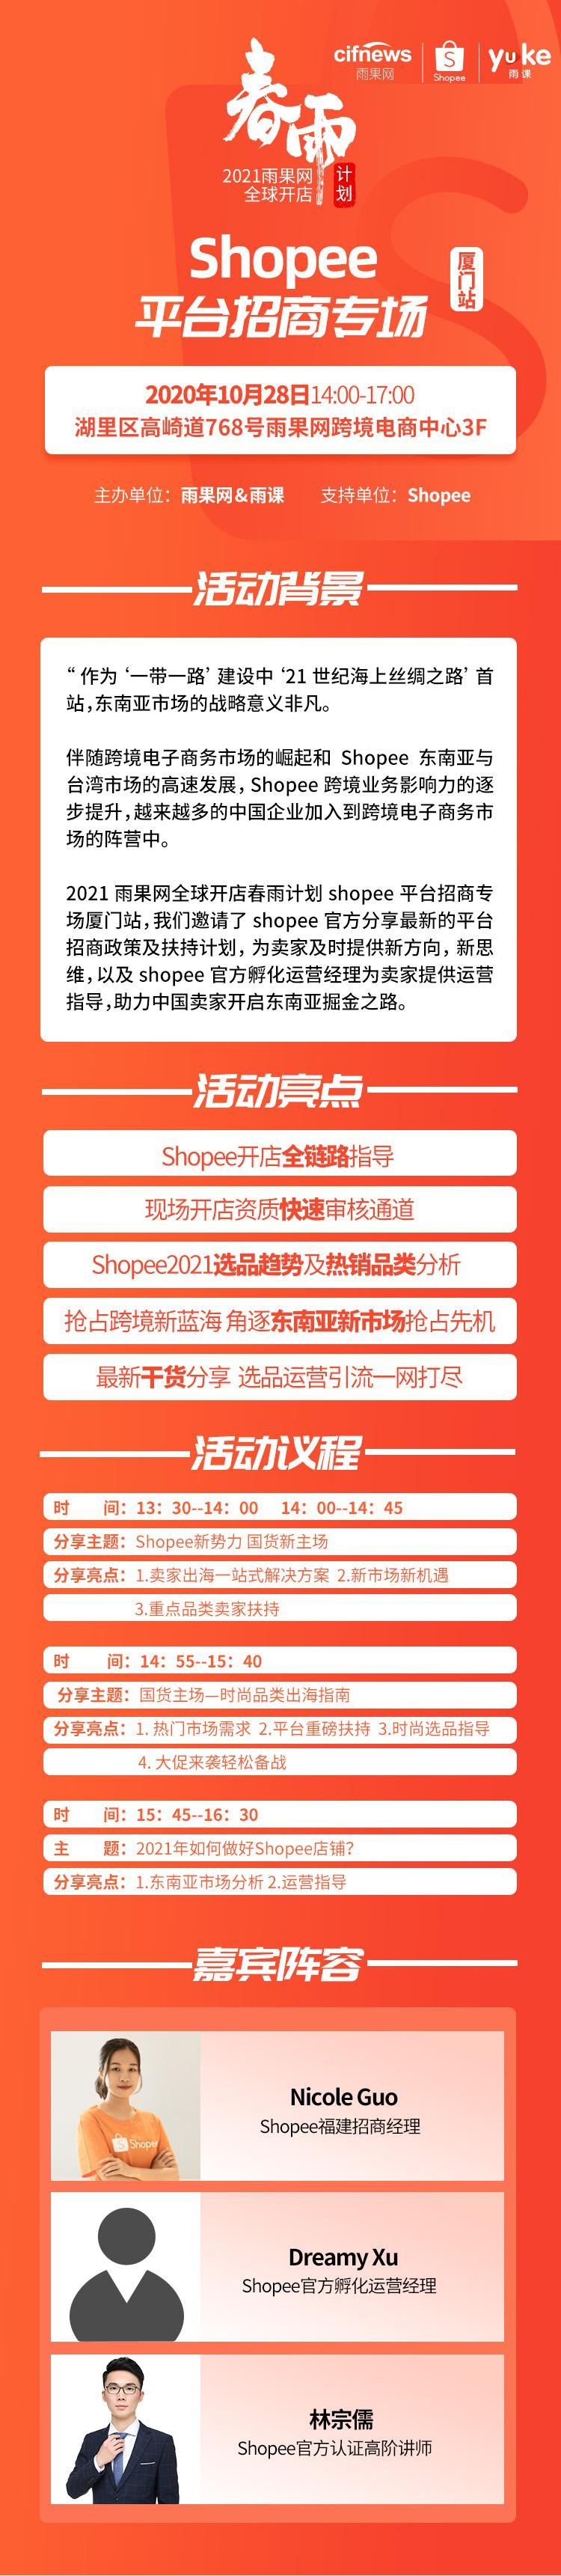 cifnews
雨果网
Shopee
yuke
雨课
春雨
计划
2021雨果网
全球开店
Shopee
平台招商专场
厦门站
2020年10月28日14:00-17:00
湖里区高崎道768号雨果网跨境电商中心3F
主办单位：雨果网&雨课 支持单位：Shopee
活动背景
“ 作为 ‘一带一路’ 建设中 ‘21 世纪海上丝绸之路’ 首
站，东南亚市场的战略意义非凡。
伴随跨境电子商务市场的崛起和 Shopee 东南亚与
台湾市场的高速发展，Shopee 跨境业务影响力的逐
步提升，越来越多的中国企业加入到跨境电子商务市
场的阵营中。
2021 雨果网全球开店春雨计划 shopee 平台招商专
场厦门站，我们邀请了 shopee 官方分享最新的平台
招商政策及扶持计划，为卖家及时提供新方向，新思
维，以及 shopee 官方孵化运营经理为卖家提供运营
指导，助力中国卖家开启东南亚掘金之路。
活动亮点
Shopee开店全链路指导
现场开店资质快速审核通道
Shopee2021选品趋势及热销品类分析
抢占跨境新蓝海 角逐东南亚新市场抢占先机
最新干货分享 选品运营引流一网打尽
活动议程
时 间：13：30--14：00 14：00--14：45
分享主题：Shopee新势力 国货新主场
分享亮点：1.卖家出海一站式解决方案 2.新市场新机遇
3.重点品类卖家扶持
时 间：14：55--15：40
分享主题：国货主场—时尚品类出海指南
分享亮点：1. 热门市场需求 2.平台重磅扶持 3.时尚选品指导
4. 大促来袭轻松备战
时 间：15：45--16：30
主 题：2021年如何做好Shopee店铺？
分享亮点：1.东南亚市场分析 2.运营指导
嘉宾阵容
Shopee
Nicole Guo
Shopee福建招商经理
Dreamy Xu
Shopee官方孵化运营经理
林宗儒
Shopee官方认证高阶讲师